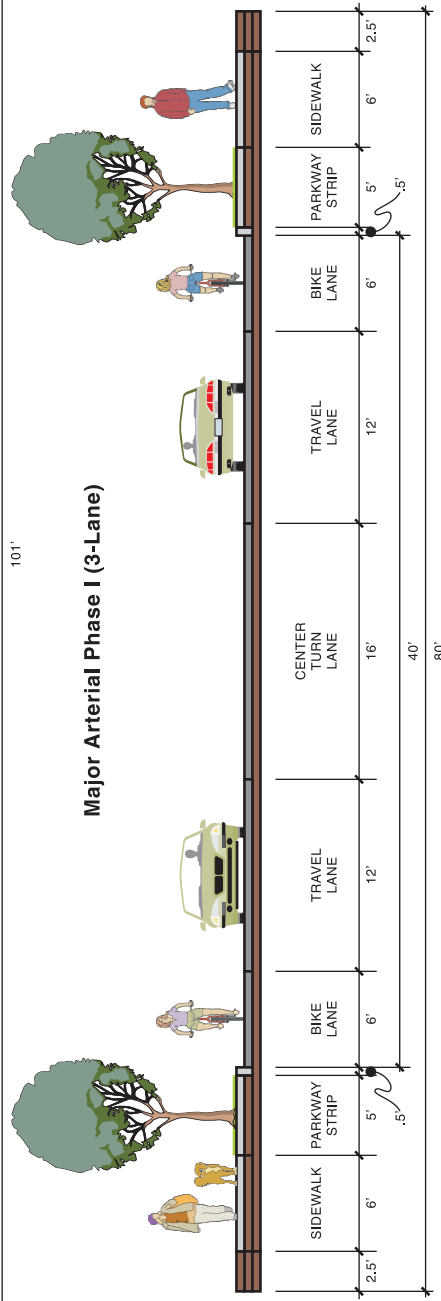 101'
Major Arterial Phase I (3-Lane)
2.5'
SIDEWALK
6'
PARKWAY
STRIP
5'
.5'
BIKE
LANE
6'
TRAVEL
LANE
12'
CENTER
TURN
LANE
16'
TRAVEL
LANE
12'
BIKE
LANE
6'
PARKWAY
STRIP
5'
.5'
SIDEWALK
6'
2.5'
40'
80'